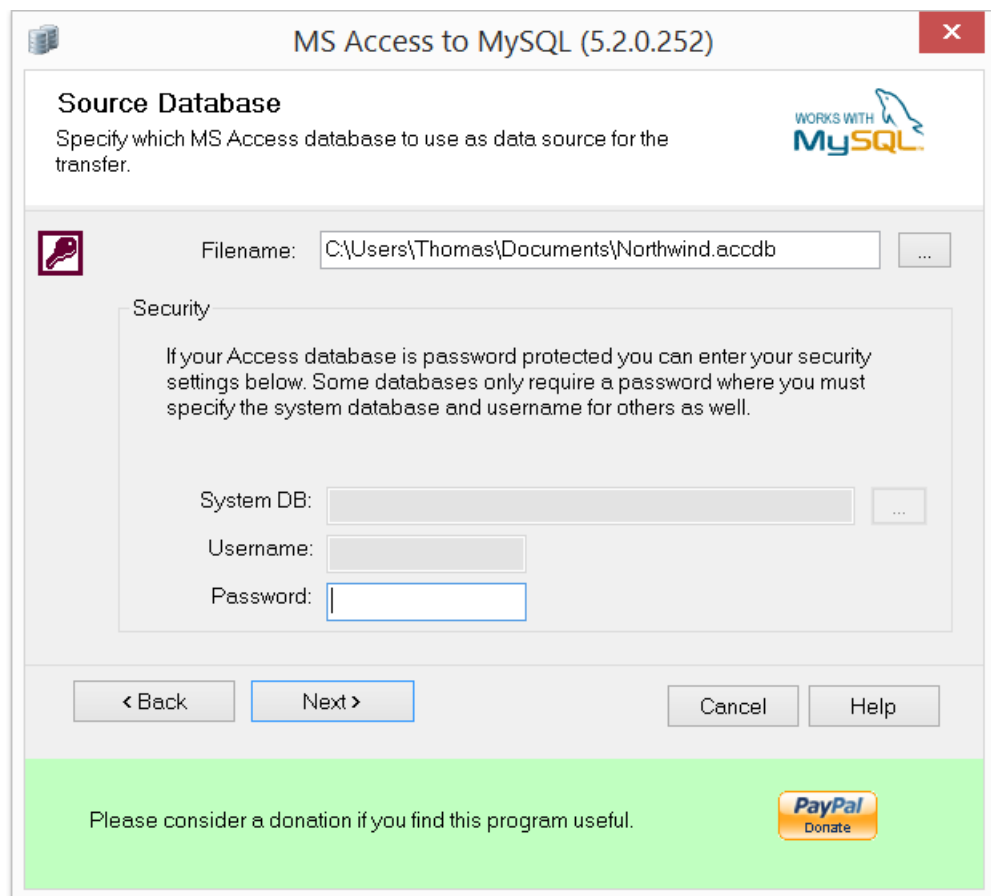 MS Access to MySQL (5.2.0.252)
Source Database
Specify which MS Access database to use as data source for the
transfer.
WORKS WITH
MySQL
Filename: C:\Users\Thomas\Documents\Northwind.accdb ...
Security
If your Access database is password protected you can enter your security
settings below. Some databases only require a password where you must
specify the system database and username for others as well.
System DB: ...
Username:
Password:
< Back Next > Cancel Help
Please consider a donation if you find this program useful.
PayPal
Donate